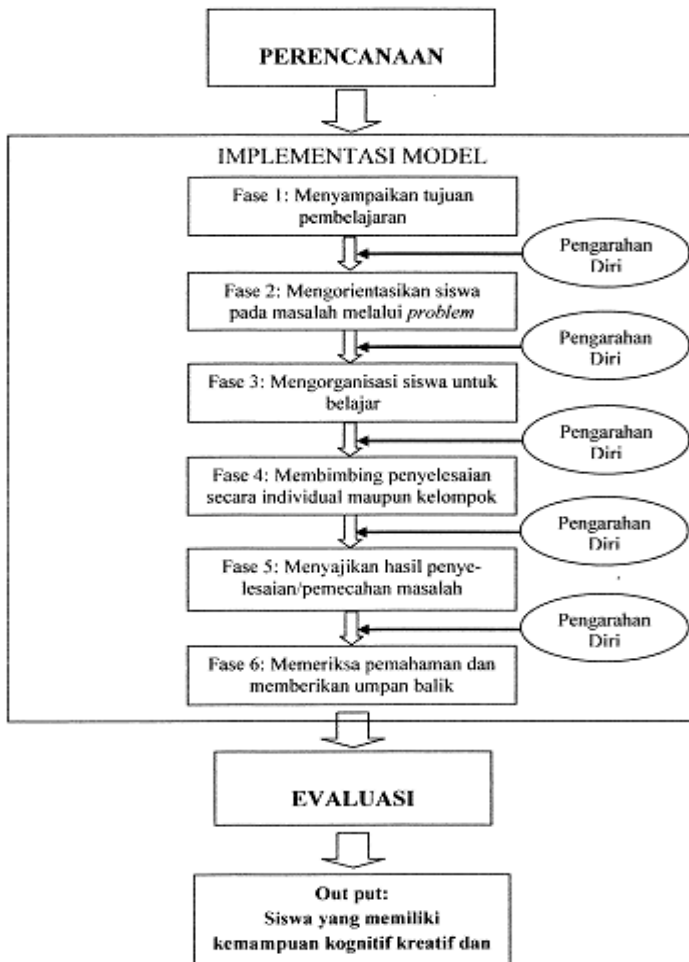 PERENCANAAN
IMPLEMENTASI MODEL
Fase 1: Menyampaikan tujuan
pembelajaran
Pengarahan
Diri
Fase 2: Mengorientasikan siswa
pada masalah melalui problem
Pengarahan
Diri
Fase 3: Mengorganisasi siswa untuk
belajar
Pengarahan
Diri
Fase 4: Membimbing penyelesaian
secara individual maupun kelompok
Pengarahan
Diri
Fase 5: Menyajikan hasil penye-
lesaian/pemecahan masalah
Pengarahan
Diri
Fase 6: Memeriksa pemahaman dan
memberikan umpan balik
EVALUASI
Out put:
Siswa yang memiliki
kemampuan kognitif kreatif dan